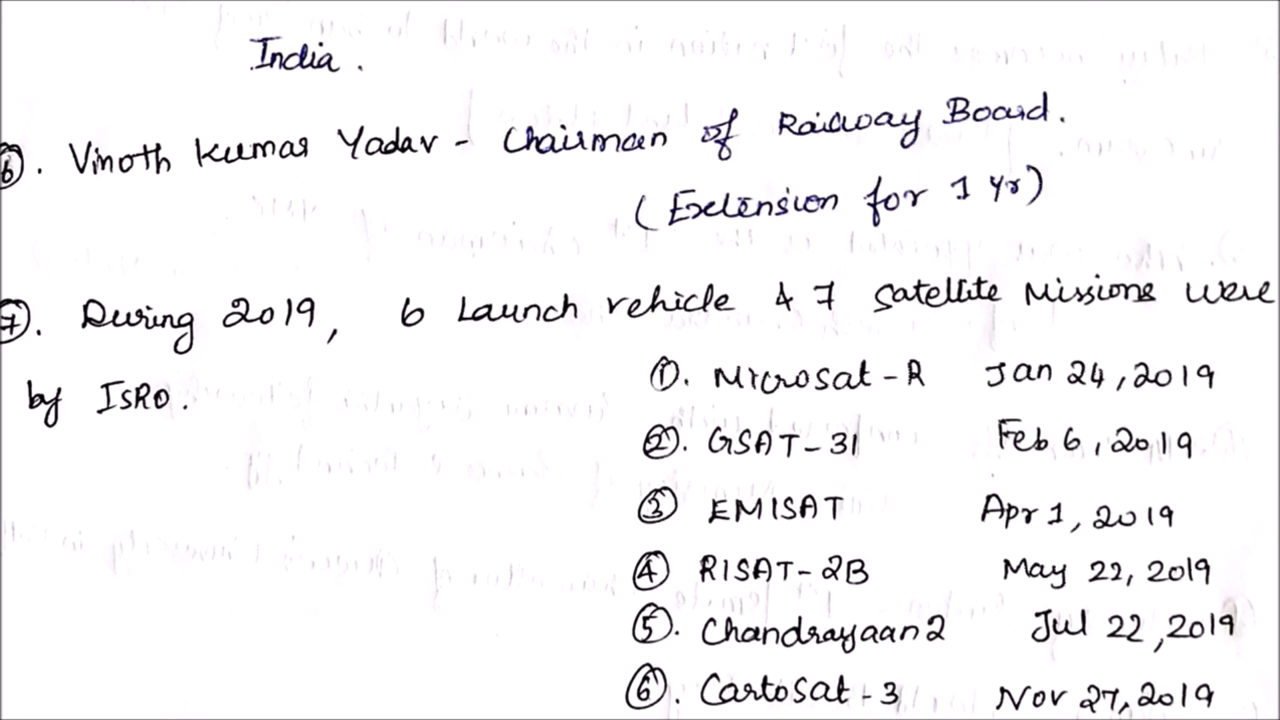 India.
⑥. Vinoth Kumar Yadav - Chairman of Railway Board.
(Extension for 1 Yr)
⑦. During 2019, 6 Launch vehicle & 7 Satellite Missions were
by ISRO.
①. Microsat - R Jan 24, 2019
②. GSAT - 31 Feb 6, 2019
③ EMISAT Apr 1, 2019
④ RISAT - 2B May 22, 2019
⑤. Chandrayaan 2 Jul 22, 2019
⑥. Cartosat - 3 Nov 27, 2019